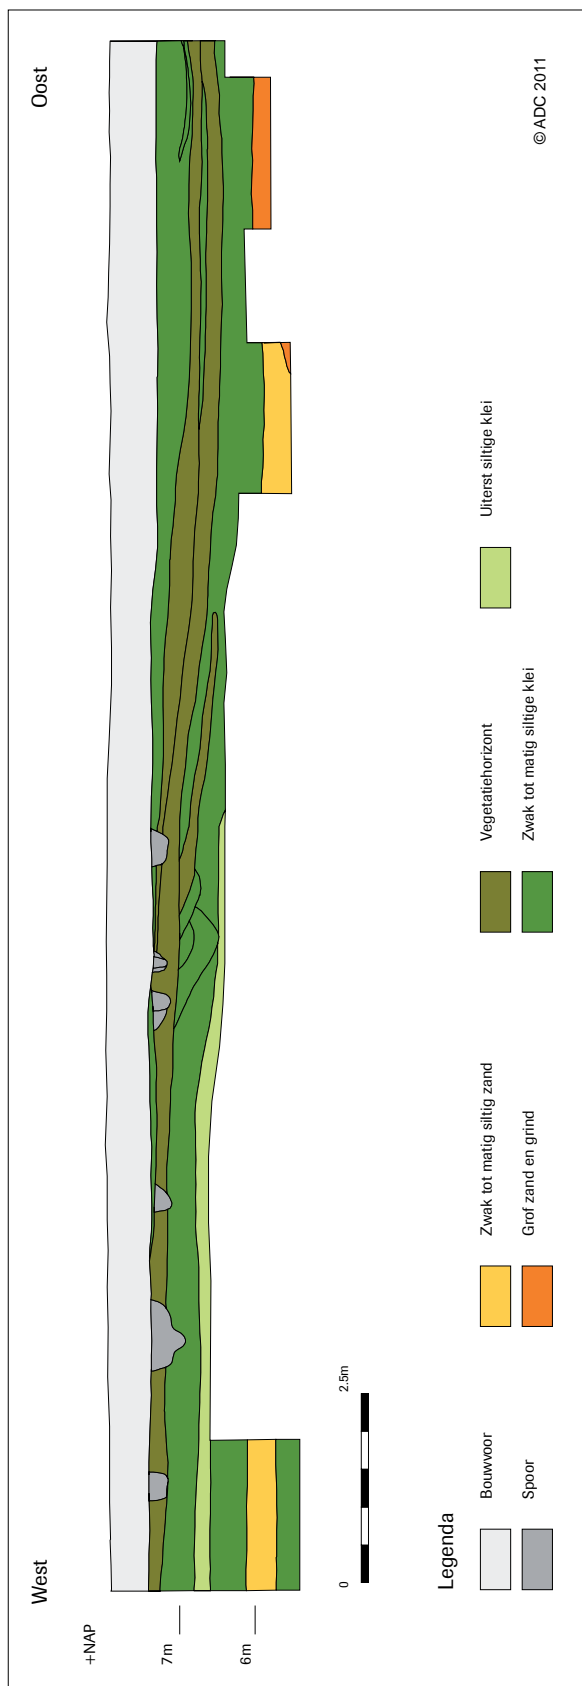 West
Oost
+NAP
7m
6m
0
2.5m
© ADC 2011
Legenda
Bouwvoor
Spoor
Zwak tot matig siltig zand
Grof zand en grind
Vegetatiehorizont
Zwak tot matig siltige klei
Uiterst siltige klei